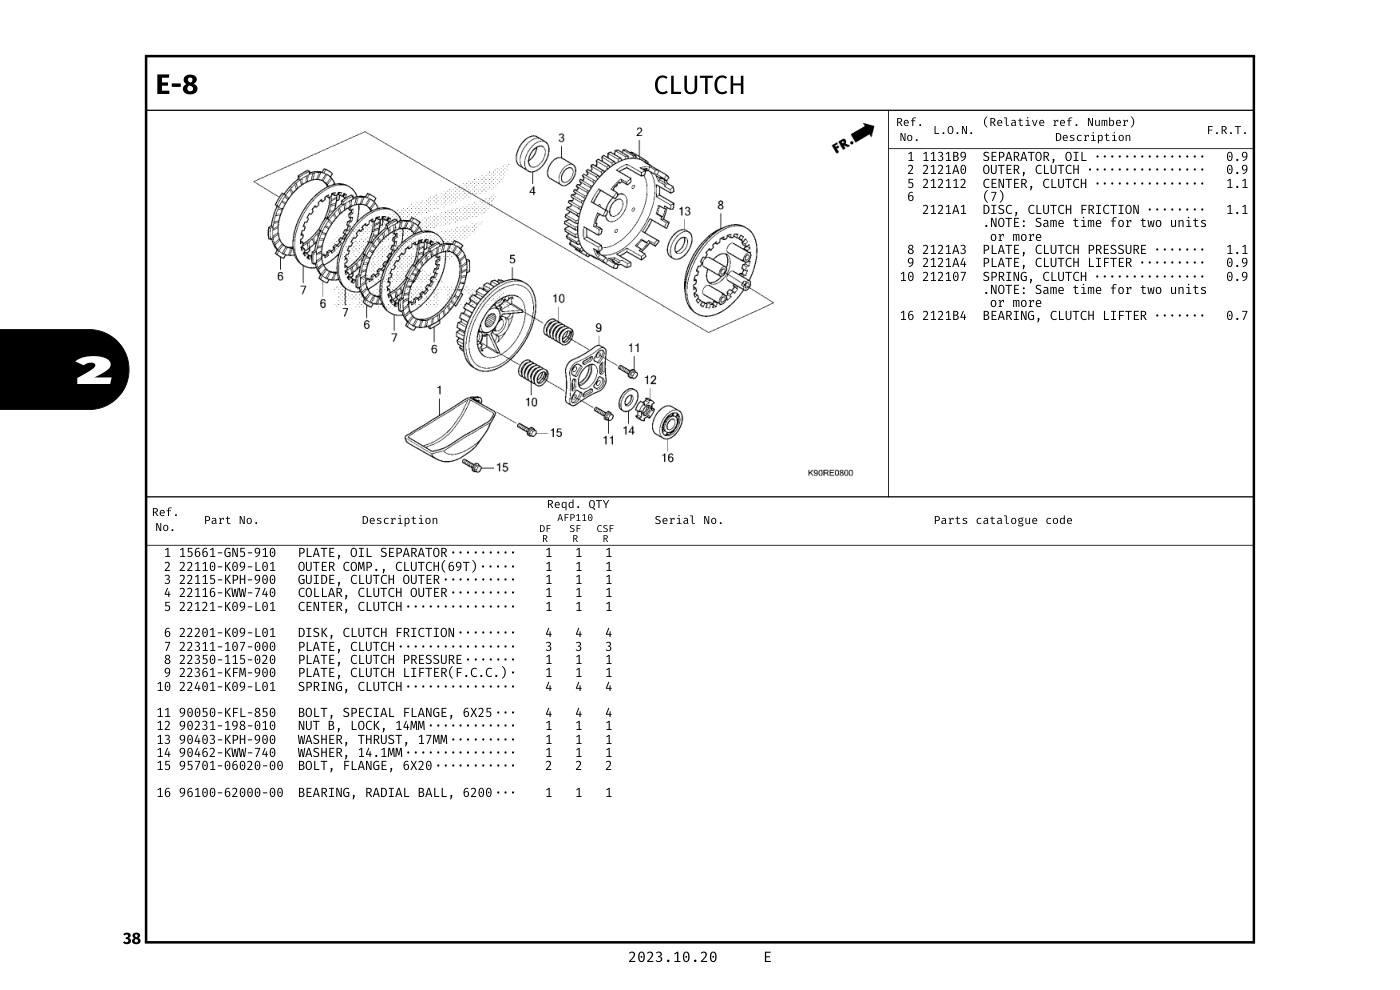 E-8 CLUTCH
FR.
3
2
4
13
8
6
7
6
7
6
7
6
5
10
9
11
10
12
1
14
11
15
16
15
K90RE0800
Ref. No. L.O.N. (Relative ref. Number) Description F.R.T.
1 1131B9 SEPARATOR, OIL ··············· 0.9
2 2121A0 OUTER, CLUTCH ················ 0.9
5 212112 CENTER, CLUTCH ··············· 1.1
6 (7)
2121A1 DISC, CLUTCH FRICTION ········ 1.1
.NOTE: Same time for two units
or more
8 2121A3 PLATE, CLUTCH PRESSURE ······· 1.1
9 2121A4 PLATE, CLUTCH LIFTER ········· 0.9
10 212107 SPRING, CLUTCH ··············· 0.9
.NOTE: Same time for two units
or more
16 2121B4 BEARING, CLUTCH LIFTER ······· 0.7
2
Ref. No. Part No. Description Reqd. QTY Serial No. Parts catalogue code
AFP110
DF SF CSF
R R R
1 15661-GN5-910 PLATE, OIL SEPARATOR········· 1 1 1
2 22110-K09-L01 OUTER COMP., CLUTCH(69T)····· 1 1 1
3 22115-KPH-900 GUIDE, CLUTCH OUTER·········· 1 1 1
4 22116-KWW-740 COLLAR, CLUTCH OUTER········· 1 1 1
5 22121-K09-L01 CENTER, CLUTCH··············· 1 1 1
6 22201-K09-L01 DISK, CLUTCH FRICTION········ 4 4 4
7 22311-107-000 PLATE, CLUTCH················ 3 3 3
8 22350-115-020 PLATE, CLUTCH PRESSURE······· 1 1 1
9 22361-KFM-900 PLATE, CLUTCH LIFTER(F.C.C.)· 1 1 1
10 22401-K09-L01 SPRING, CLUTCH··············· 4 4 4
11 90050-KFL-850 BOLT, SPECIAL FLANGE, 6X25··· 4 4 4
12 90231-198-010 NUT B, LOCK, 14MM············ 1 1 1
13 90403-KPH-900 WASHER, THRUST, 17MM········· 1 1 1
14 90462-KWW-740 WASHER, 14.1MM··············· 1 1 1
15 95701-06020-00 BOLT, FLANGE, 6X20··········· 2 2 2
16 96100-62000-00 BEARING, RADIAL BALL, 6200··· 1 1 1
38
2023.10.20 E